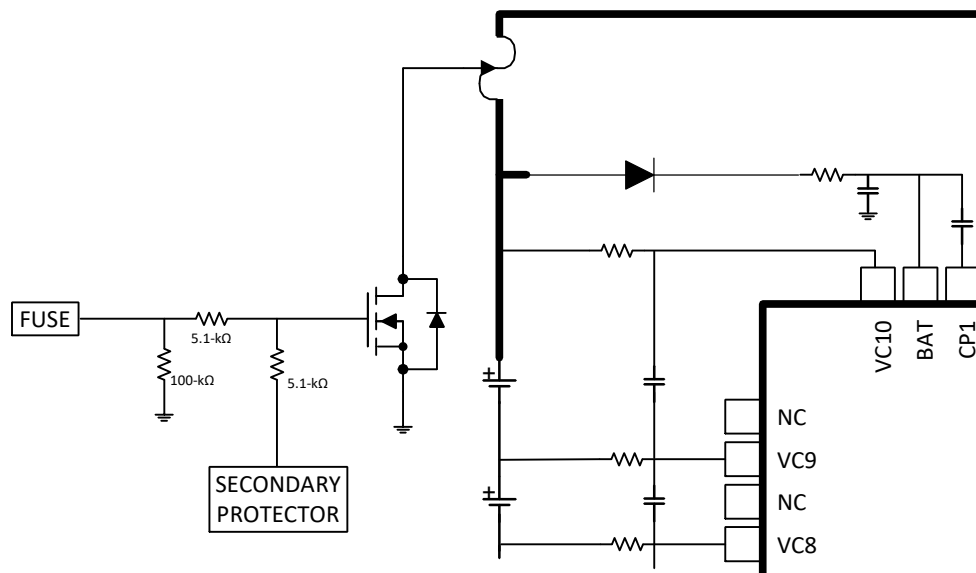 FUSE
5.1-kΩ
100-kΩ
5.1-kΩ
SECONDARY
PROTECTOR
+
+
VC10
BAT
CP1
NC
VC9
NC
VC8